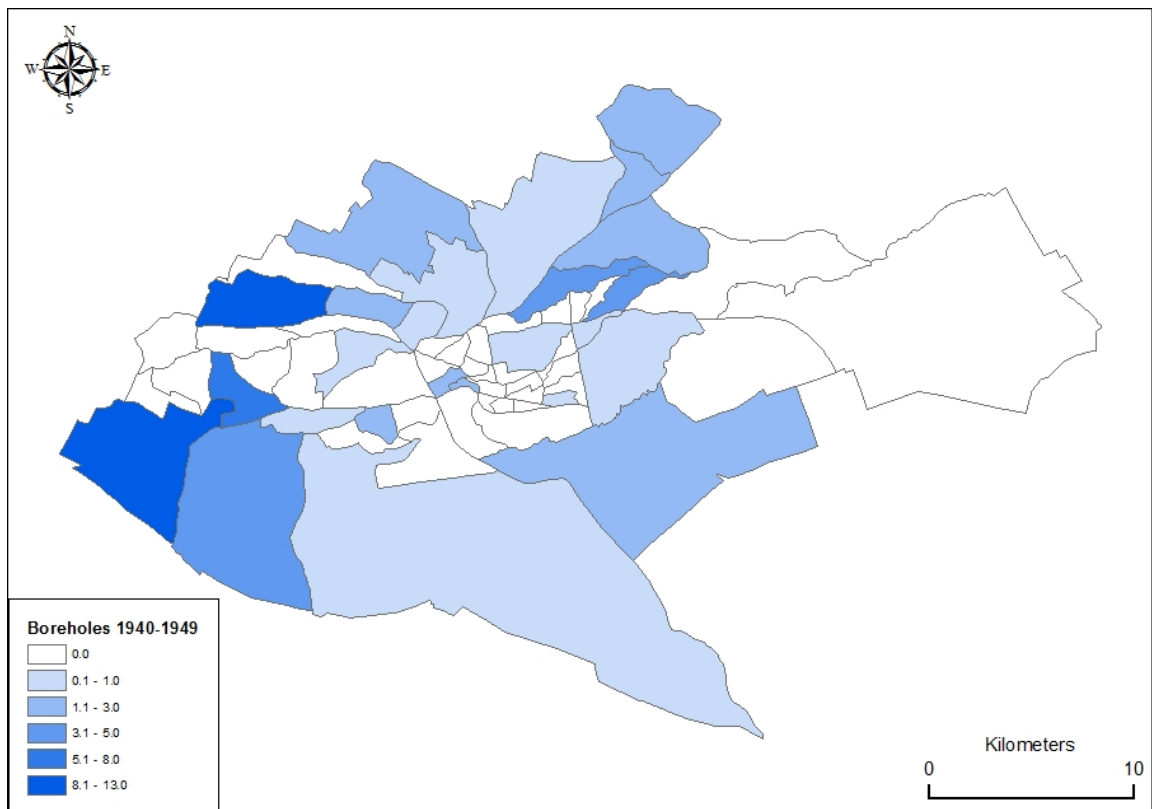 N
W E
S
Boreholes 1940-1949
0.0
0.1 - 1.0
1.1 - 3.0
3.1 - 5.0
5.1 - 8.0
8.1 - 13.0
Kilometers
0 10